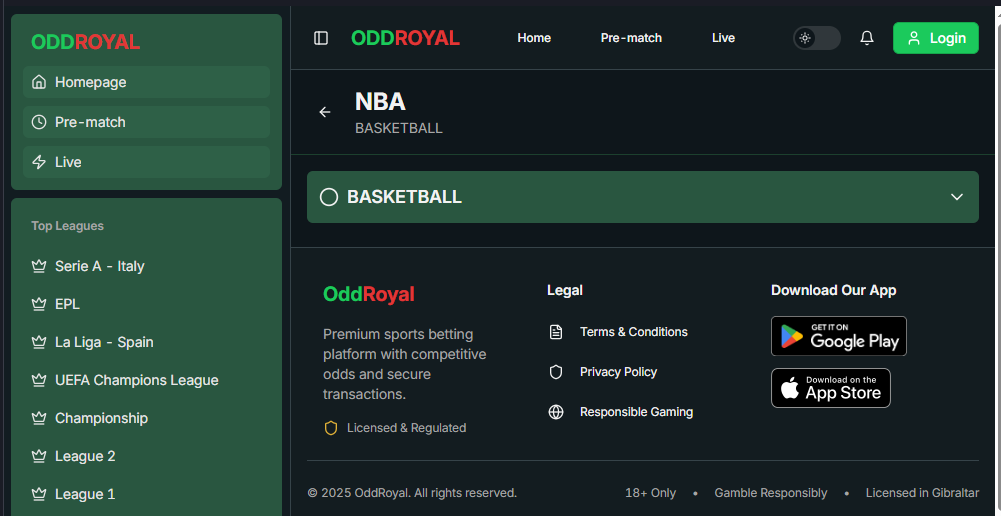 ODDROYAL
Homepage
Pre-match
Live
Top Leagues
Serie A - Italy
EPL
La Liga - Spain
UEFA Champions League
Championship
League 2
League 1
ODDROYAL
Home
Pre-match
Live
Login
NBA
BASKETBALL
BASKETBALL
OddRoyal
Premium sports betting
platform with competitive
odds and secure
transactions.
Licensed & Regulated
Legal
Terms & Conditions
Privacy Policy
Responsible Gaming
Download Our App
GET IT ON
Google Play
Download on the
App Store
© 2025 OddRoyal. All rights reserved.
18+ Only • Gamble Responsibly • Licensed in Gibraltar